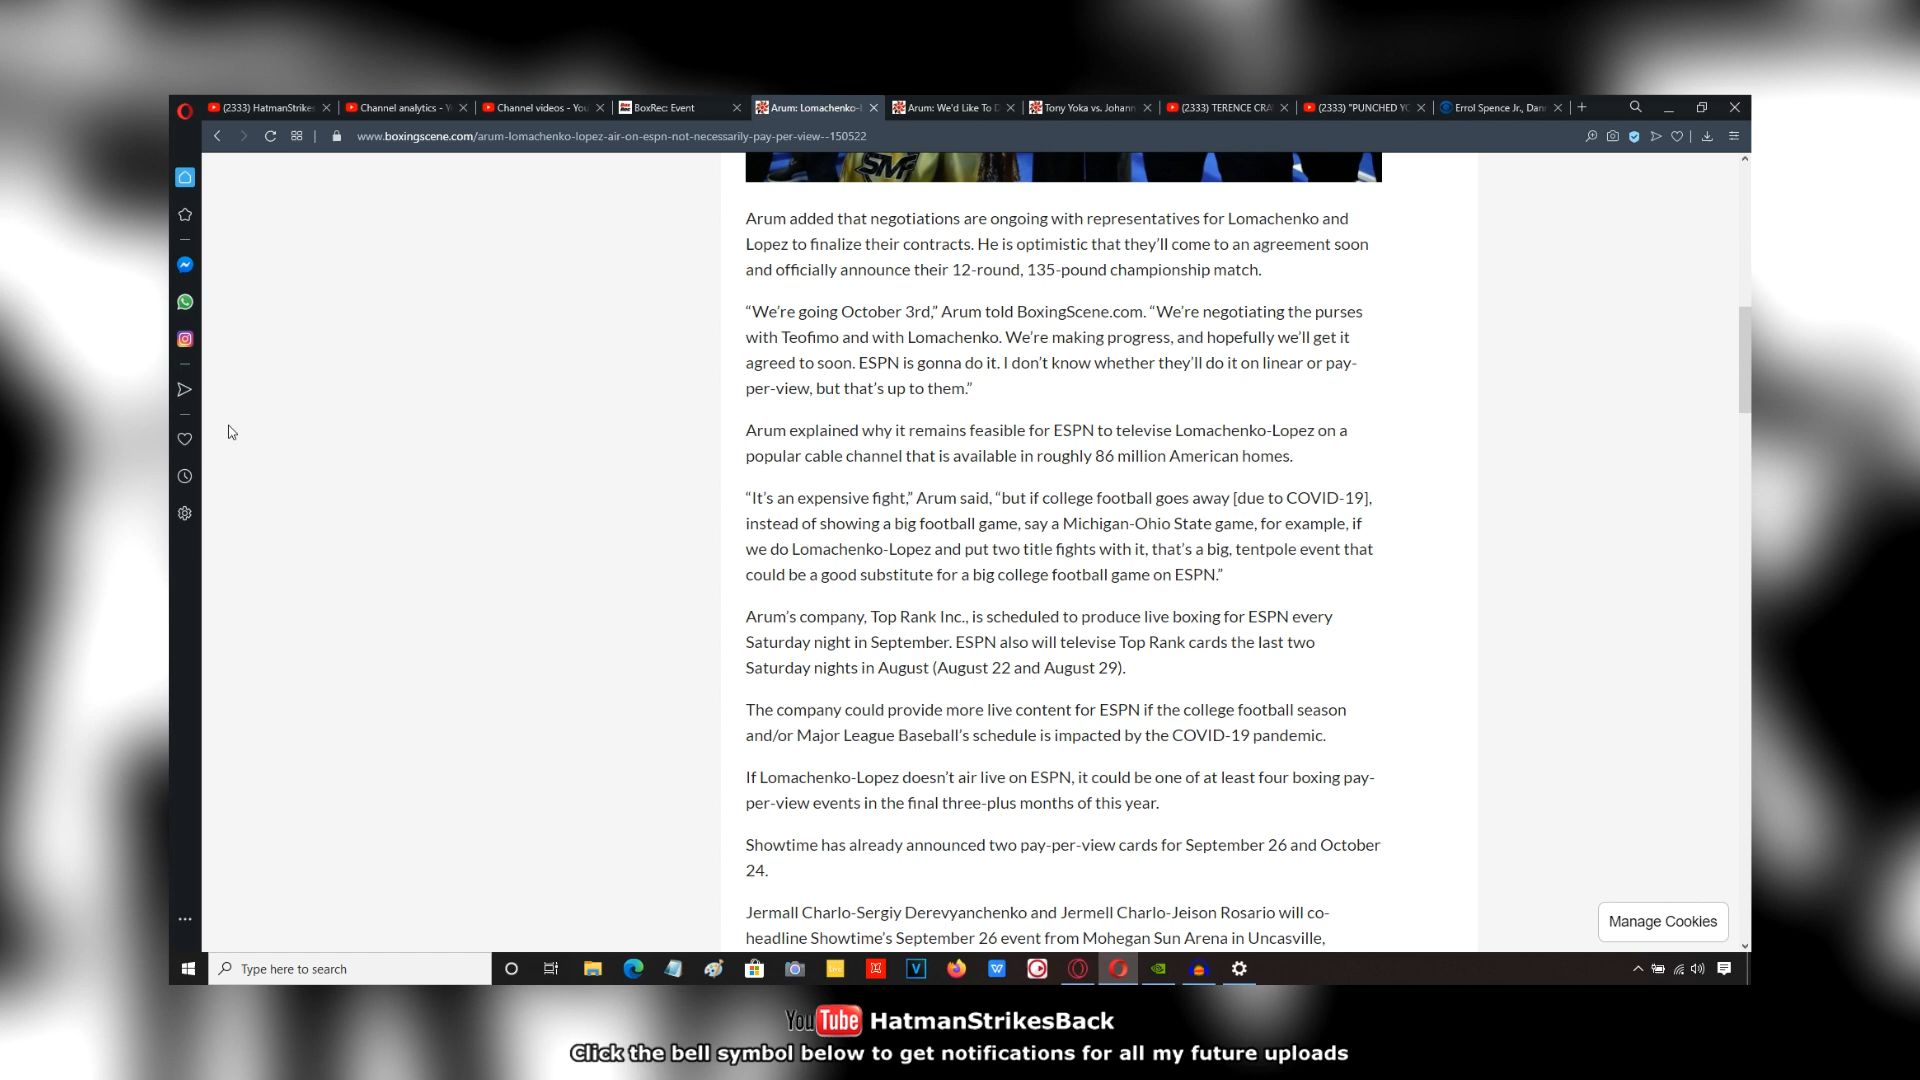 (2333) HatmanStrikes
Channel analytics - Y
Channel videos - You
BoxRec: Event
Arum: Lomachenko-L
Arum: We'd Like To D
Tony Yoka vs. Johann
(2333) TERENCE CRA
(2333) "PUNCHED YO
Errol Spence Jr., Dan
www.boxingscene.com/arum-lomachenko-lopez-air-on-espn-not-necessarily-pay-per-view--150522
SMF
Arum added that negotiations are ongoing with representatives for Lomachenko and
Lopez to finalize their contracts. He is optimistic that they’ll come to an agreement soon
and officially announce their 12-round, 135-pound championship match.
“We’re going October 3rd,” Arum told BoxingScene.com. “We’re negotiating the purses
with Teofimo and with Lomachenko. We’re making progress, and hopefully we’ll get it
agreed to soon. ESPN is gonna do it. I don’t know whether they’ll do it on linear or pay-
per-view, but that’s up to them.”
Arum explained why it remains feasible for ESPN to televise Lomachenko-Lopez on a
popular cable channel that is available in roughly 86 million American homes.
“It’s an expensive fight,” Arum said, “but if college football goes away [due to COVID-19],
instead of showing a big football game, say a Michigan-Ohio State game, for example, if
we do Lomachenko-Lopez and put two title fights with it, that’s a big, tentpole event that
could be a good substitute for a big college football game on ESPN.”
Arum’s company, Top Rank Inc., is scheduled to produce live boxing for ESPN every
Saturday night in September. ESPN also will televise Top Rank cards the last two
Saturday nights in August (August 22 and August 29).
The company could provide more live content for ESPN if the college football season
and/or Major League Baseball’s schedule is impacted by the COVID-19 pandemic.
If Lomachenko-Lopez doesn’t air live on ESPN, it could be one of at least four boxing pay-
per-view events in the final three-plus months of this year.
Showtime has already announced two pay-per-view cards for September 26 and October
24.
Jermall Charlo-Sergiy Derevyanchenko and Jermell Charlo-Jeison Rosario will co-
headline Showtime’s September 26 event from Mohegan Sun Arena in Uncasville,
Manage Cookies
Type here to search
YouTube HatmanStrikesBack
Click the bell symbol below to get notifications for all my future uploads